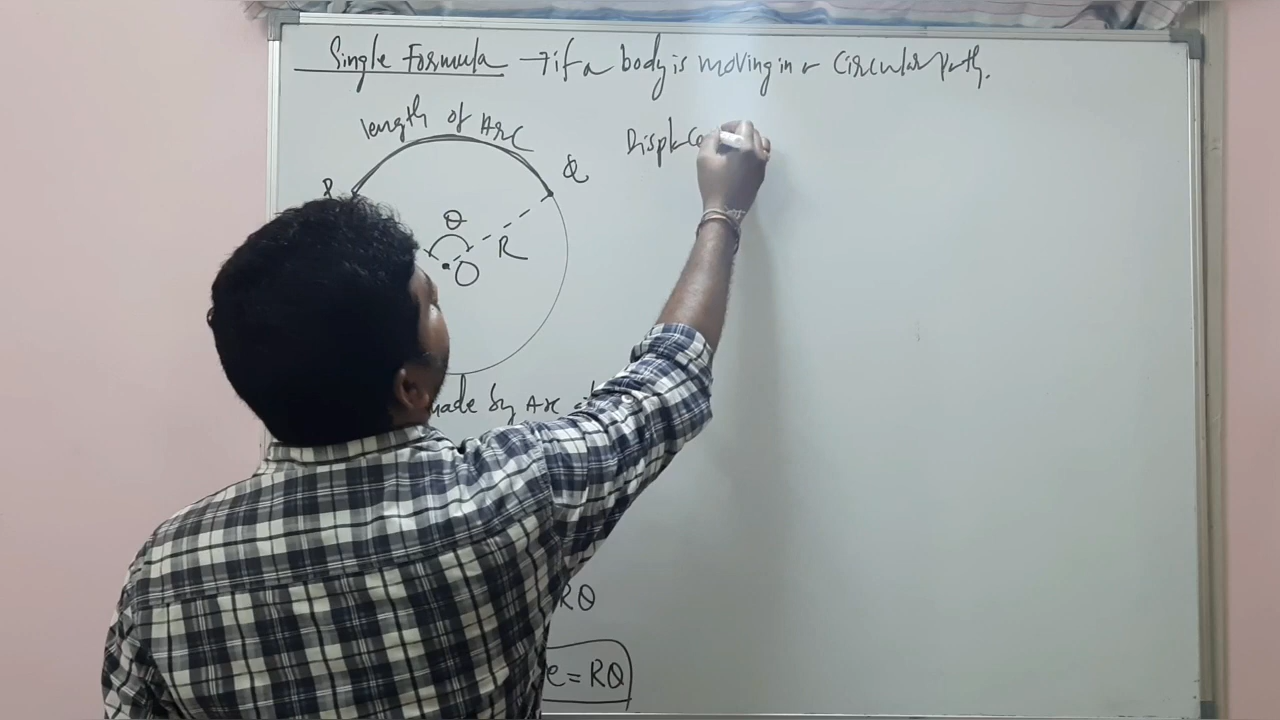 Single Formula → if a body is moving in a Circular Path.
length of Arc
Q
θ
R
O
made by Arc
Displace
Rθ
e = Rθ